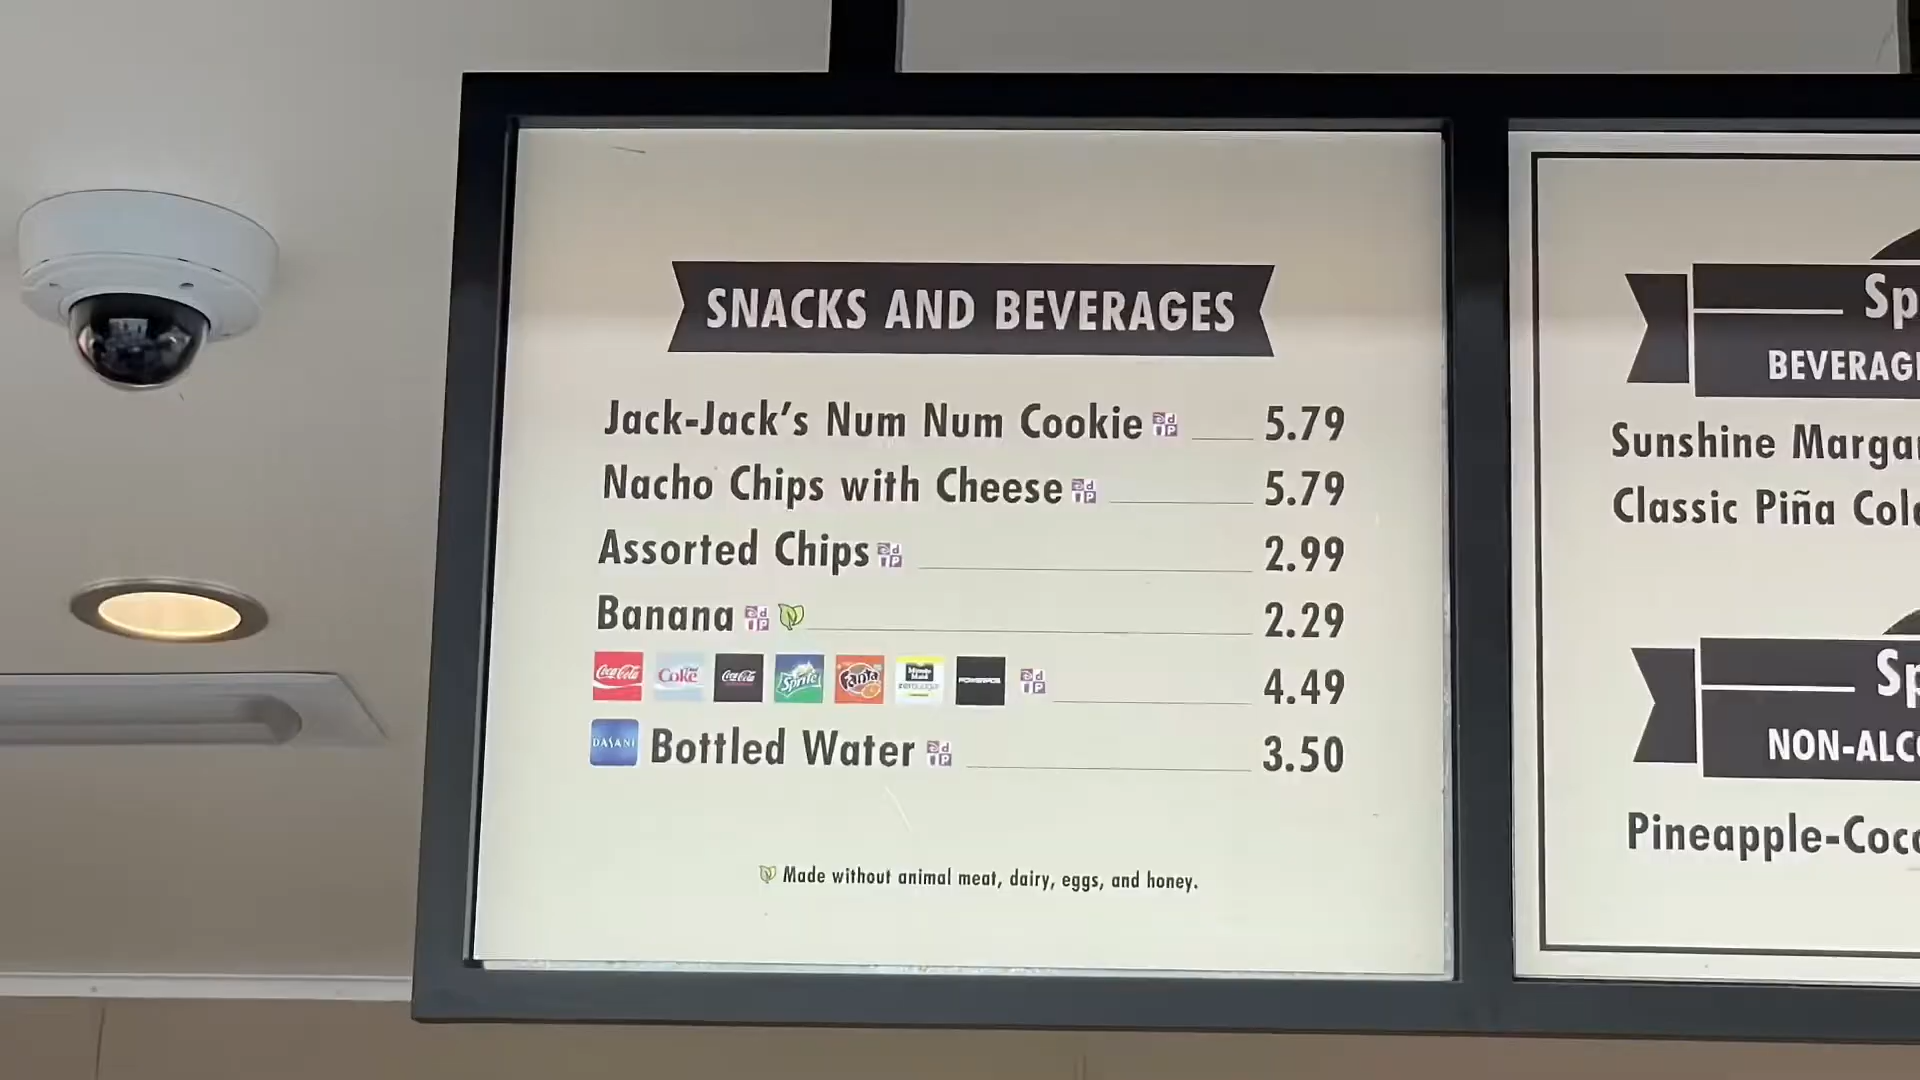 SNACKS AND BEVERAGES
Jack-Jack's Num Num Cookie 5.79
Nacho Chips with Cheese 5.79
Assorted Chips 2.99
Banana 2.29
Coca-Cola Coke Coca-Cola Sprite Fanta Minute Maid POWERADE 4.49
DASANI Bottled Water 3.50
Made without animal meat, dairy, eggs, and honey.
Sp
BEVERAG
Sunshine Marga
Classic Piña Col
Sp
NON-ALC
Pineapple-Coc